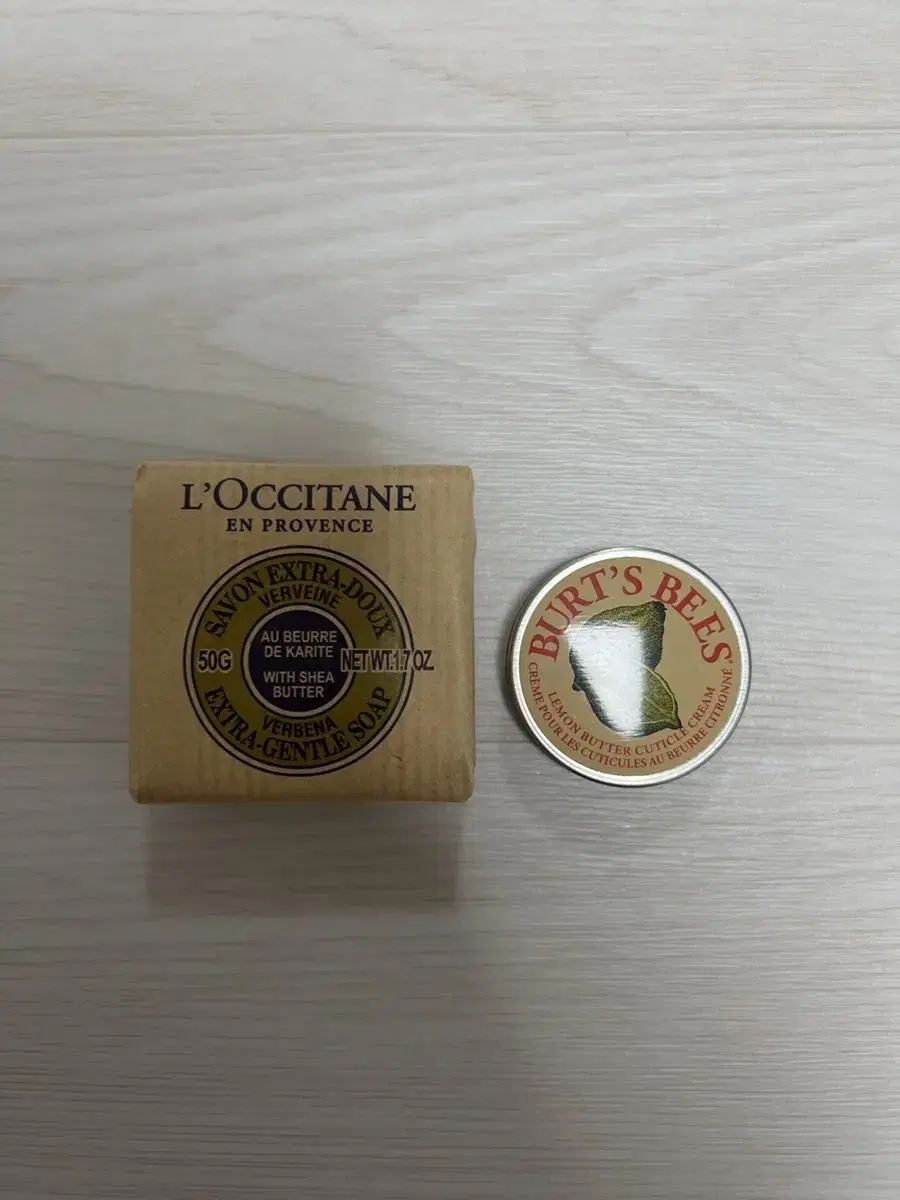 L'OCCITANE
EN PROVENCE
SAVON EXTRA-DOUX
VERVEINE
AU BEURRE
DE KARITE
50G
NET WT.1.7 OZ.
WITH SHEA
BUTTER
VERBENA
EXTRA-GENTLE SOAP
BURT'S BEES®
LEMON BUTTER CUTICLE CREAM
CRÈME POUR LES CUTICULES AU BEURRE CITRONNÉ